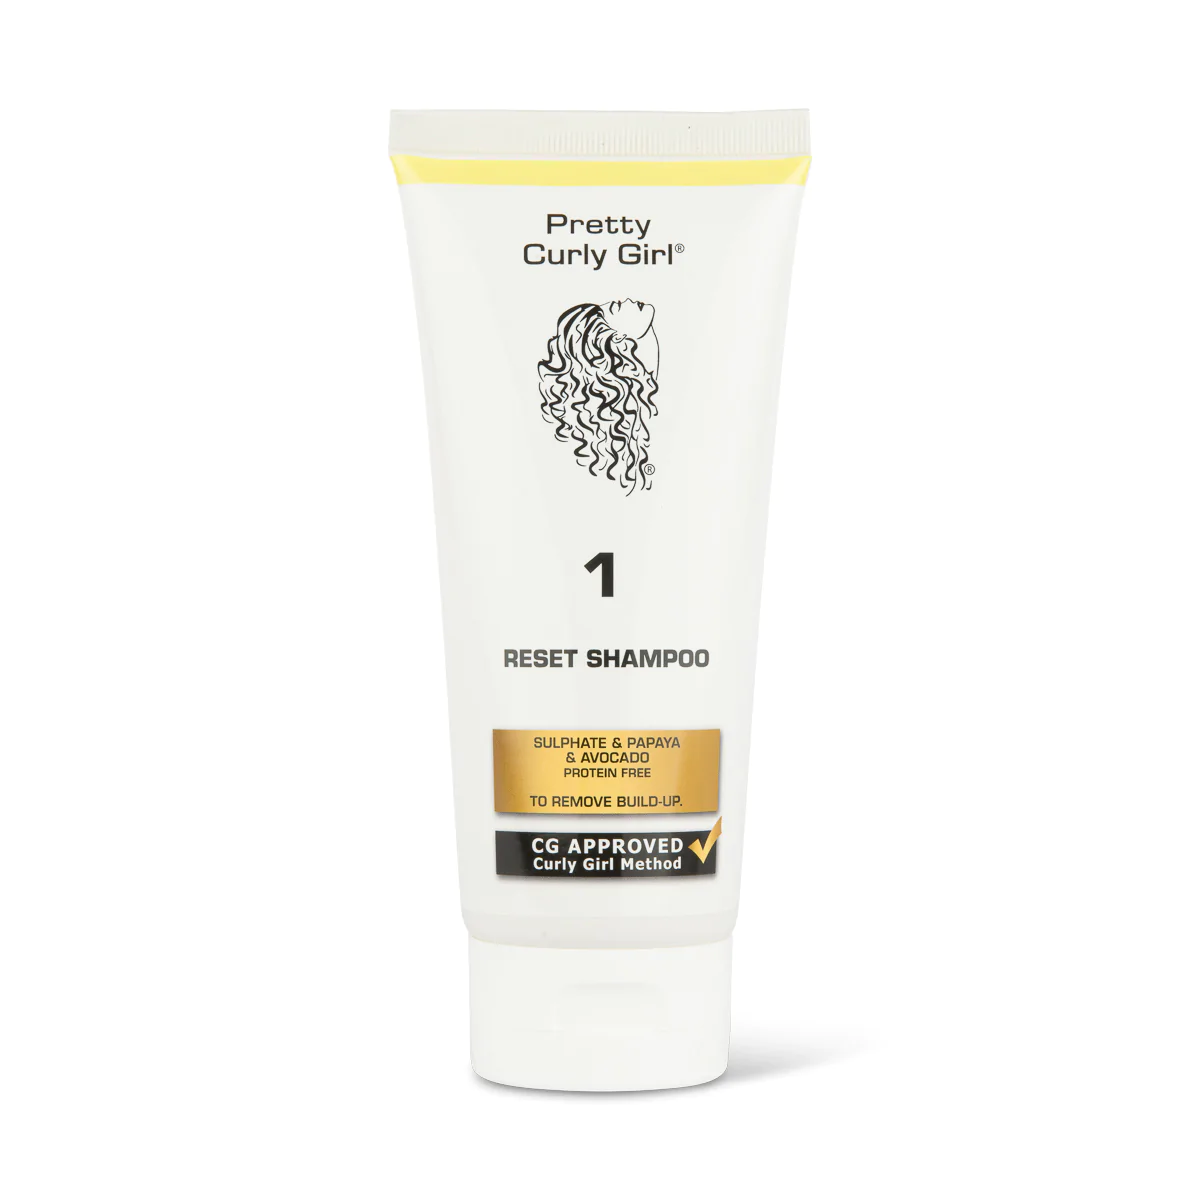 Pretty
Curly Girl®
®
1
RESET SHAMPOO
SULPHATE & PAPAYA
& AVOCADO
PROTEIN FREE
TO REMOVE BUILD-UP.
CG APPROVED
Curly Girl Method